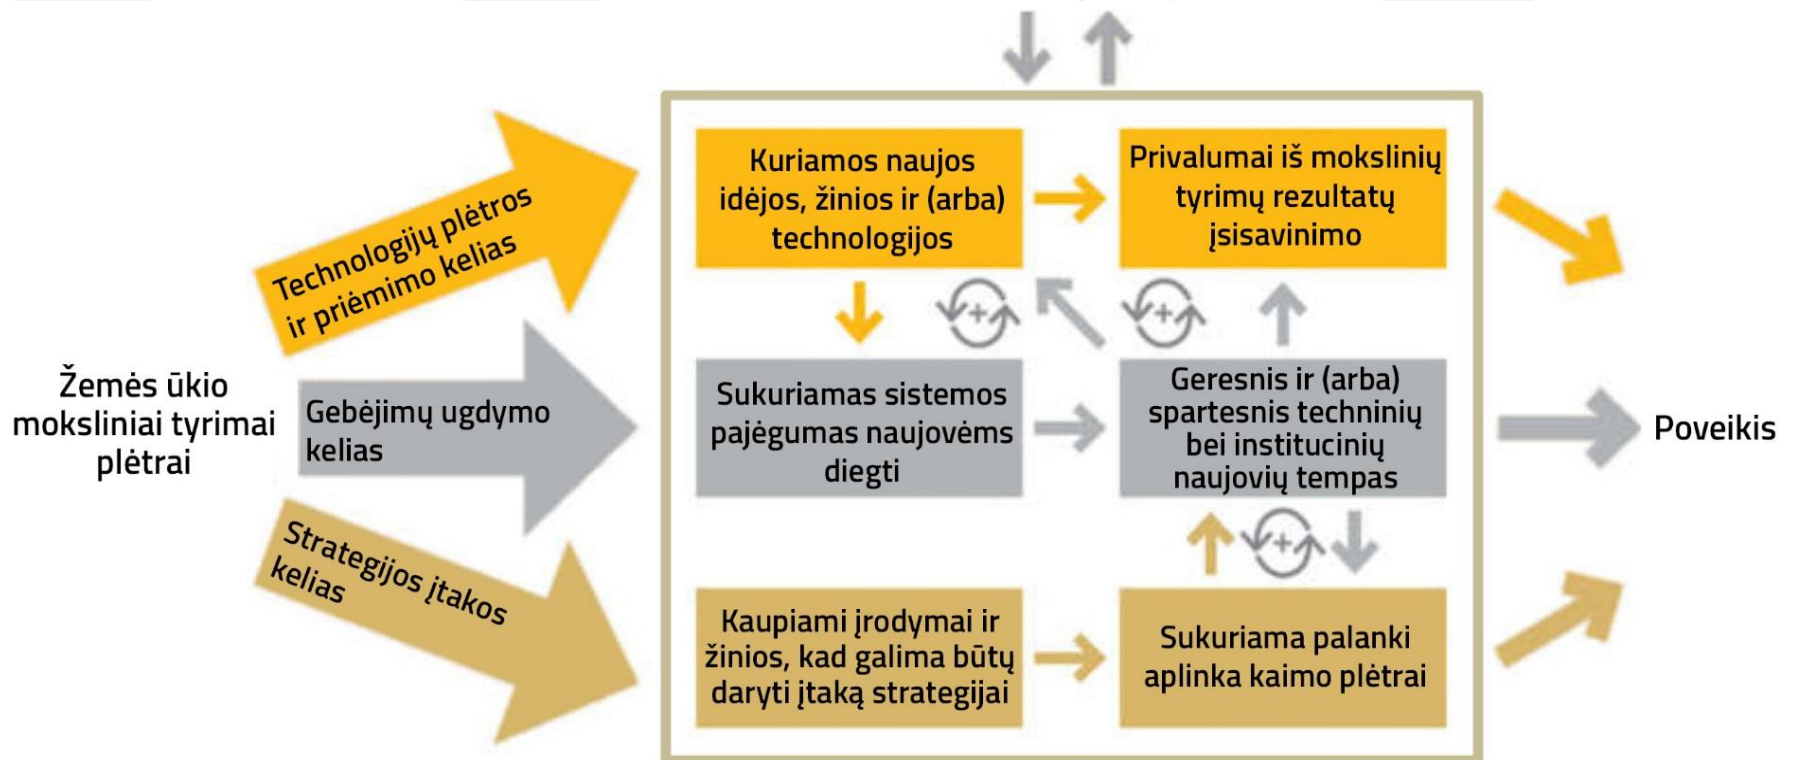 Žemės ūkio
moksliniai tyrimai
plėtrai
Technologijų plėtros
ir priėmimo kelias
Gebėjimų ugdymo
kelias
Strategijos įtakos
kelias
Kuriamos naujos
idėjos, žinios ir (arba)
technologijos
Privalumai iš mokslinių
tyrimų rezultatų
įsisavinimo
Sukuriamas sistemos
pajėgumas naujovėms
diegti
Geresnis ir (arba)
spartesnis techninių
bei institucinių
naujovių tempas
Kaupiami įrodymai ir
žinios, kad galima būtų
daryti įtaką strategijai
Sukuriama palanki
aplinka kaimo plėtrai
Poveikis